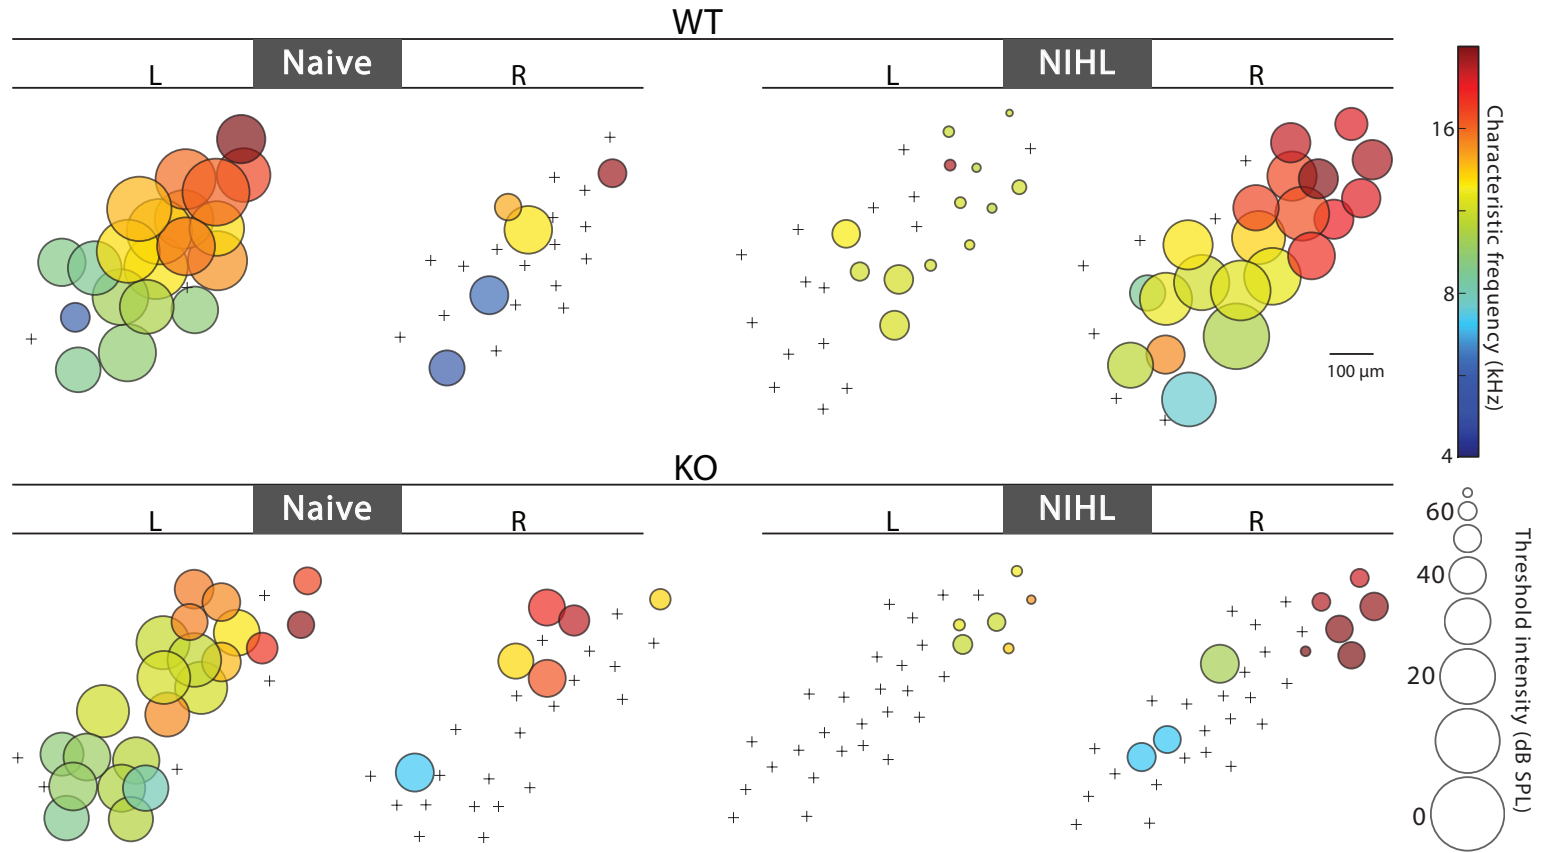 WT
Naive
NIHL
L
R
L
R
16
8
4
Characteristic frequency (kHz)
100 µm
KO
Naive
NIHL
L
R
L
R
60
40
20
0
Threshold intensity (dB SPL)